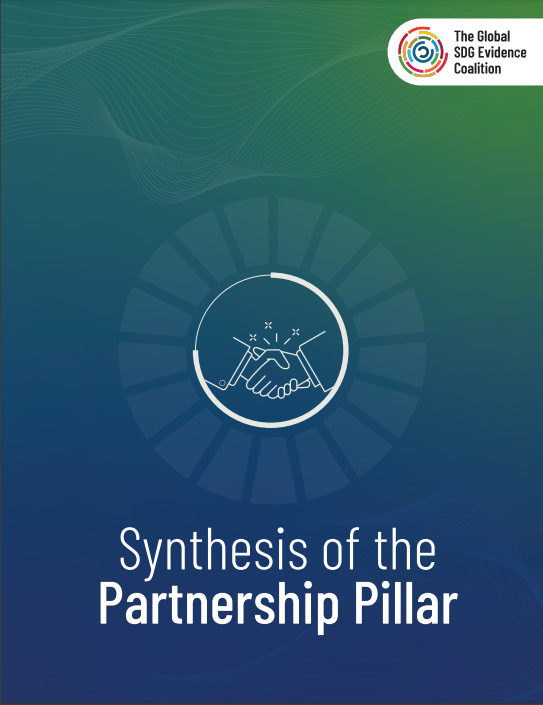 The Global
SDG Evidence
Coalition
Synthesis of the
Partnership Pillar